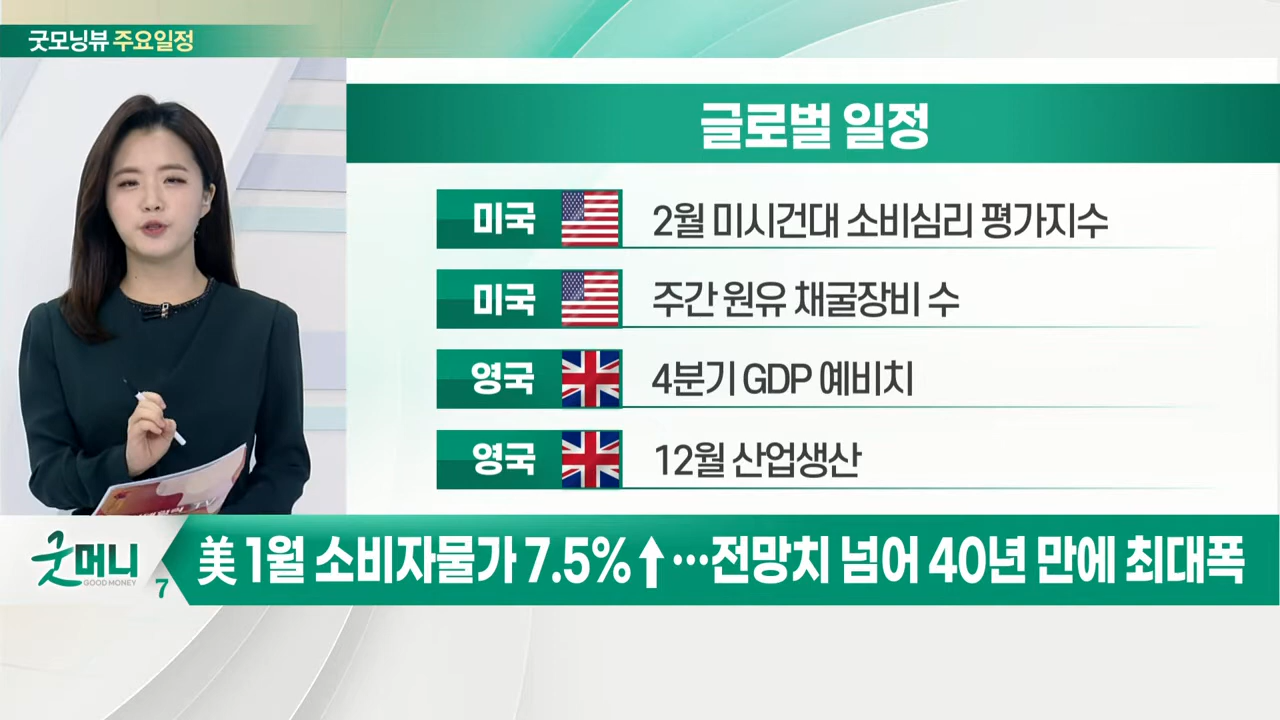 굿모닝뷰 주요일정
글로벌 일정
미국 2월 미시건대 소비심리 평가지수
미국 주간 원유 채굴장비 수
영국 4분기 GDP 예비치
영국 12월 산업생산
굿머니 GOOD MONEY 7
美 1월 소비자물가 7.5%↑…전망치 넘어 40년 만에 최대폭